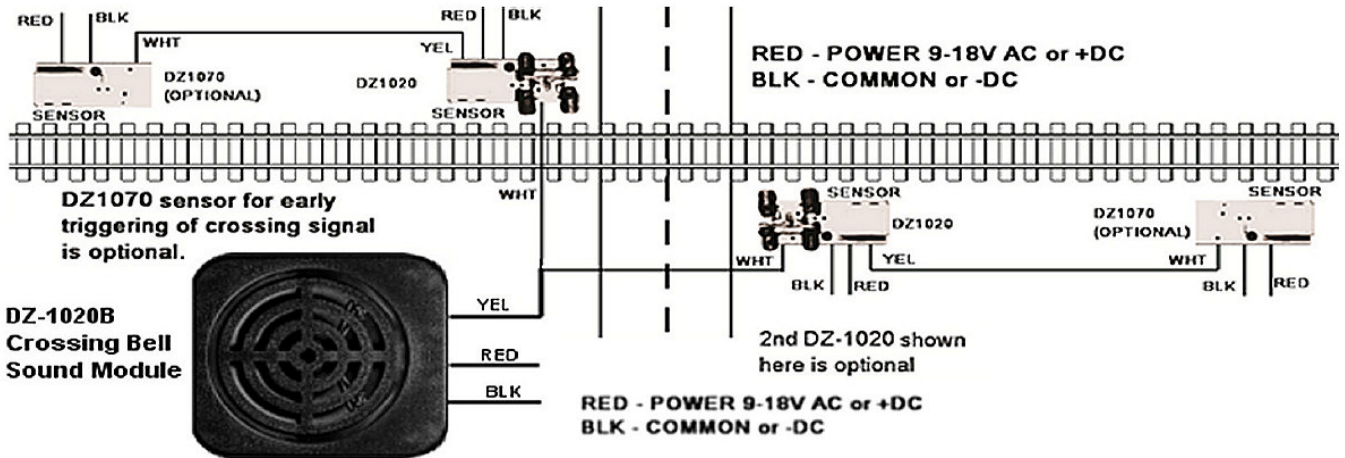 RED
BLK
WHT
DZ1070
(OPTIONAL)
SENSOR
RED
BLK
YEL
DZ1020
SENSOR
RED - POWER 9-18V AC or +DC
BLK - COMMON or -DC
DZ1070 sensor for early
triggering of crossing signal
is optional.
WHT
SENSOR
DZ1020
WHT
BLK
RED
YEL
SENSOR
DZ1070
(OPTIONAL)
WHT
BLK
RED
DZ-1020B
Crossing Bell
Sound Module
YEL
RED
BLK
2nd DZ-1020 shown
here is optional
RED - POWER 9-18V AC or +DC
BLK - COMMON or -DC